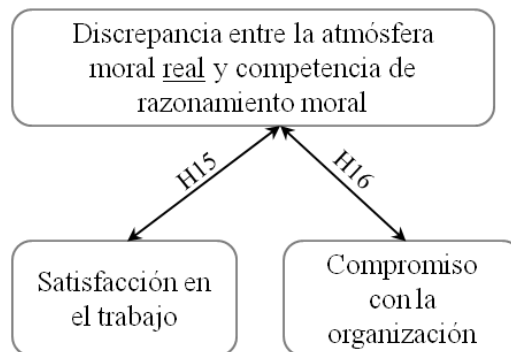 Discrepancia entre la atmósfera
moral real y competencia de
razonamiento moral
H15
H16
Satisfacción en
el trabajo
Compromiso
con la
organización